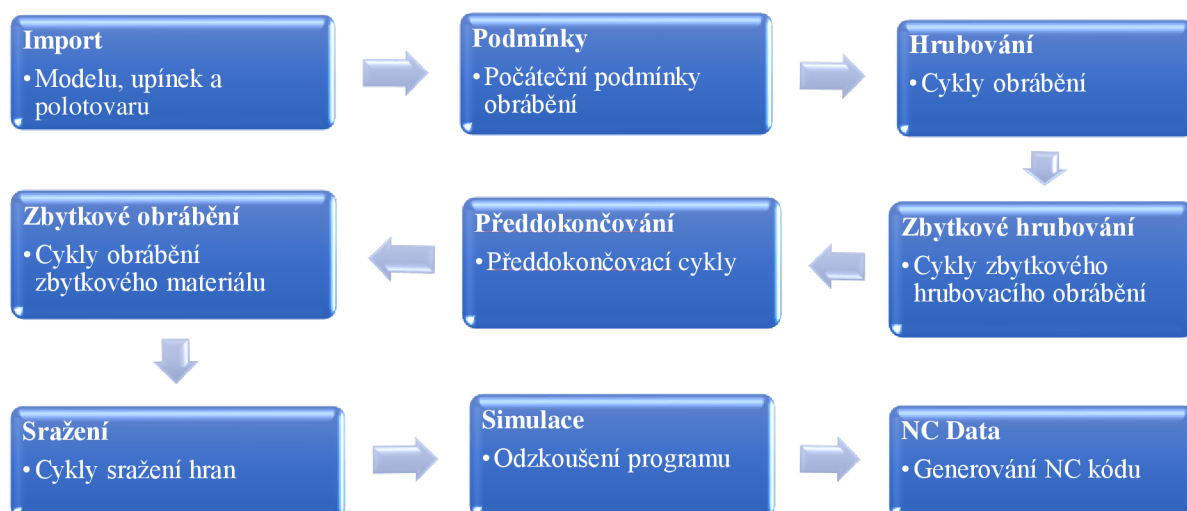 Import
•Modelu, upínek a
polotovaru
Podmínky
•Počáteční podmínky
obrábění
Hrubování
•Cykly obrábění
Zbytkové hrubování
•Cykly zbytkového
hrubovacího obrábění
Předdokončování
•Předdokončovací cykly
Zbytkové obrábění
•Cykly obrábění
zbytkového materiálu
Sražení
•Cykly sražení hran
Simulace
•Odzkoušení programu
NC Data
•Generování NC kódu